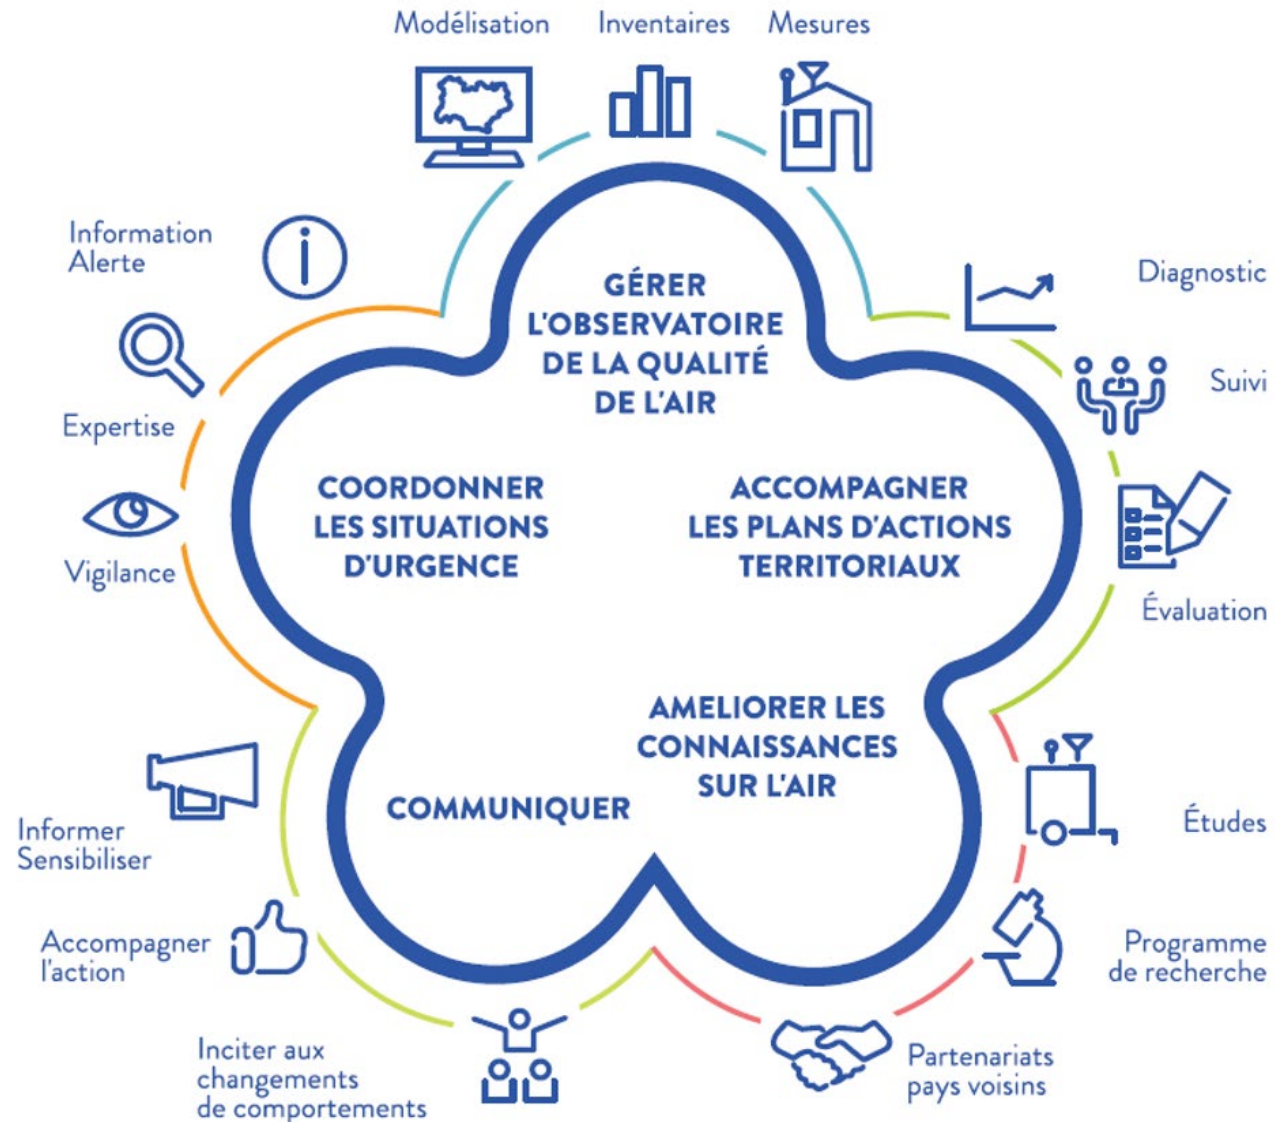 Modélisation
Inventaires
Mesures
Information
Alerte
Expertise
Vigilance
Diagnostic
Suivi
Évaluation
GÉRER
L'OBSERVATOIRE
DE LA QUALITÉ
DE L'AIR
COORDONNER
LES SITUATIONS
D'URGENCE
ACCOMPAGNER
LES PLANS D'ACTIONS
TERRITORIAUX
AMELIORER LES
CONNAISSANCES
SUR L'AIR
COMMUNIQUER
Informer
Sensibiliser
Accompagner
l'action
Inciter aux
changements
de comportements
Études
Programme
de recherche
Partenariats
pays voisins